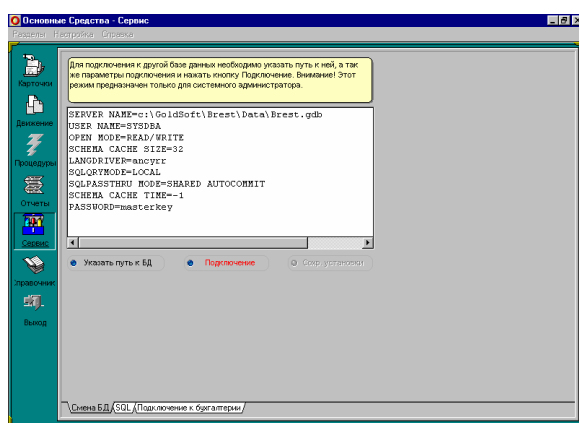 Основные Средства - Сервис
Разделы Настройка Справка
Карточки
Движение
Процедуры
Отчеты
Сервис
Справочник
Выход
Для подключения к другой базе данных необходимо указать путь к ней, а так
же параметры подключения и нажать кнопку Подключение. Внимание! Этот
режим предназначен только для системного администратора.
SERVER NAME=c:\GoldSoft\Brest\Data\Brest.gdb
USER NAME=SYSDBA
OPEN MODE=READ/WRITE
SCHEMA CACHE SIZE=32
LANGDRIVER=ancyrr
SQLQRYMODE=LOCAL
SQLPASSTHRU MODE=SHARED AUTOCOMMIT
SCHEMA CACHE TIME=-1
PASSWORD=masterkey
Указать путь к БД Подключение Сохр. установки
Смена БД SQL Подключение к бухгалтерии